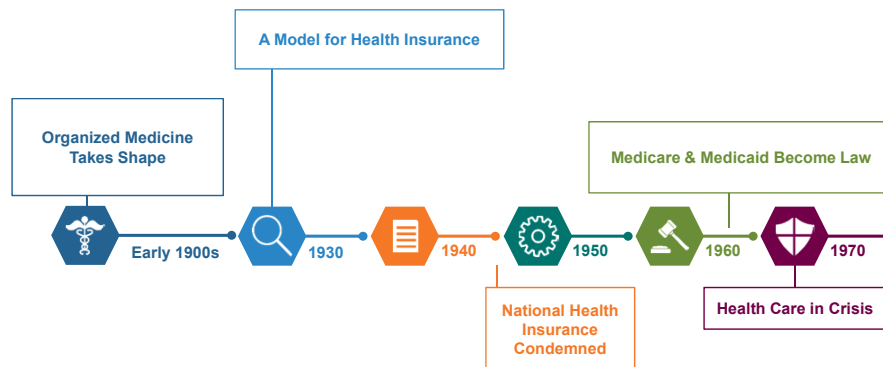 A Model for Health Insurance
Organized Medicine
Takes Shape
Medicare & Medicaid Become Law
Early 1900s
1930
1940
1950
1960
1970
National Health
Insurance
Condemned
Health Care in Crisis